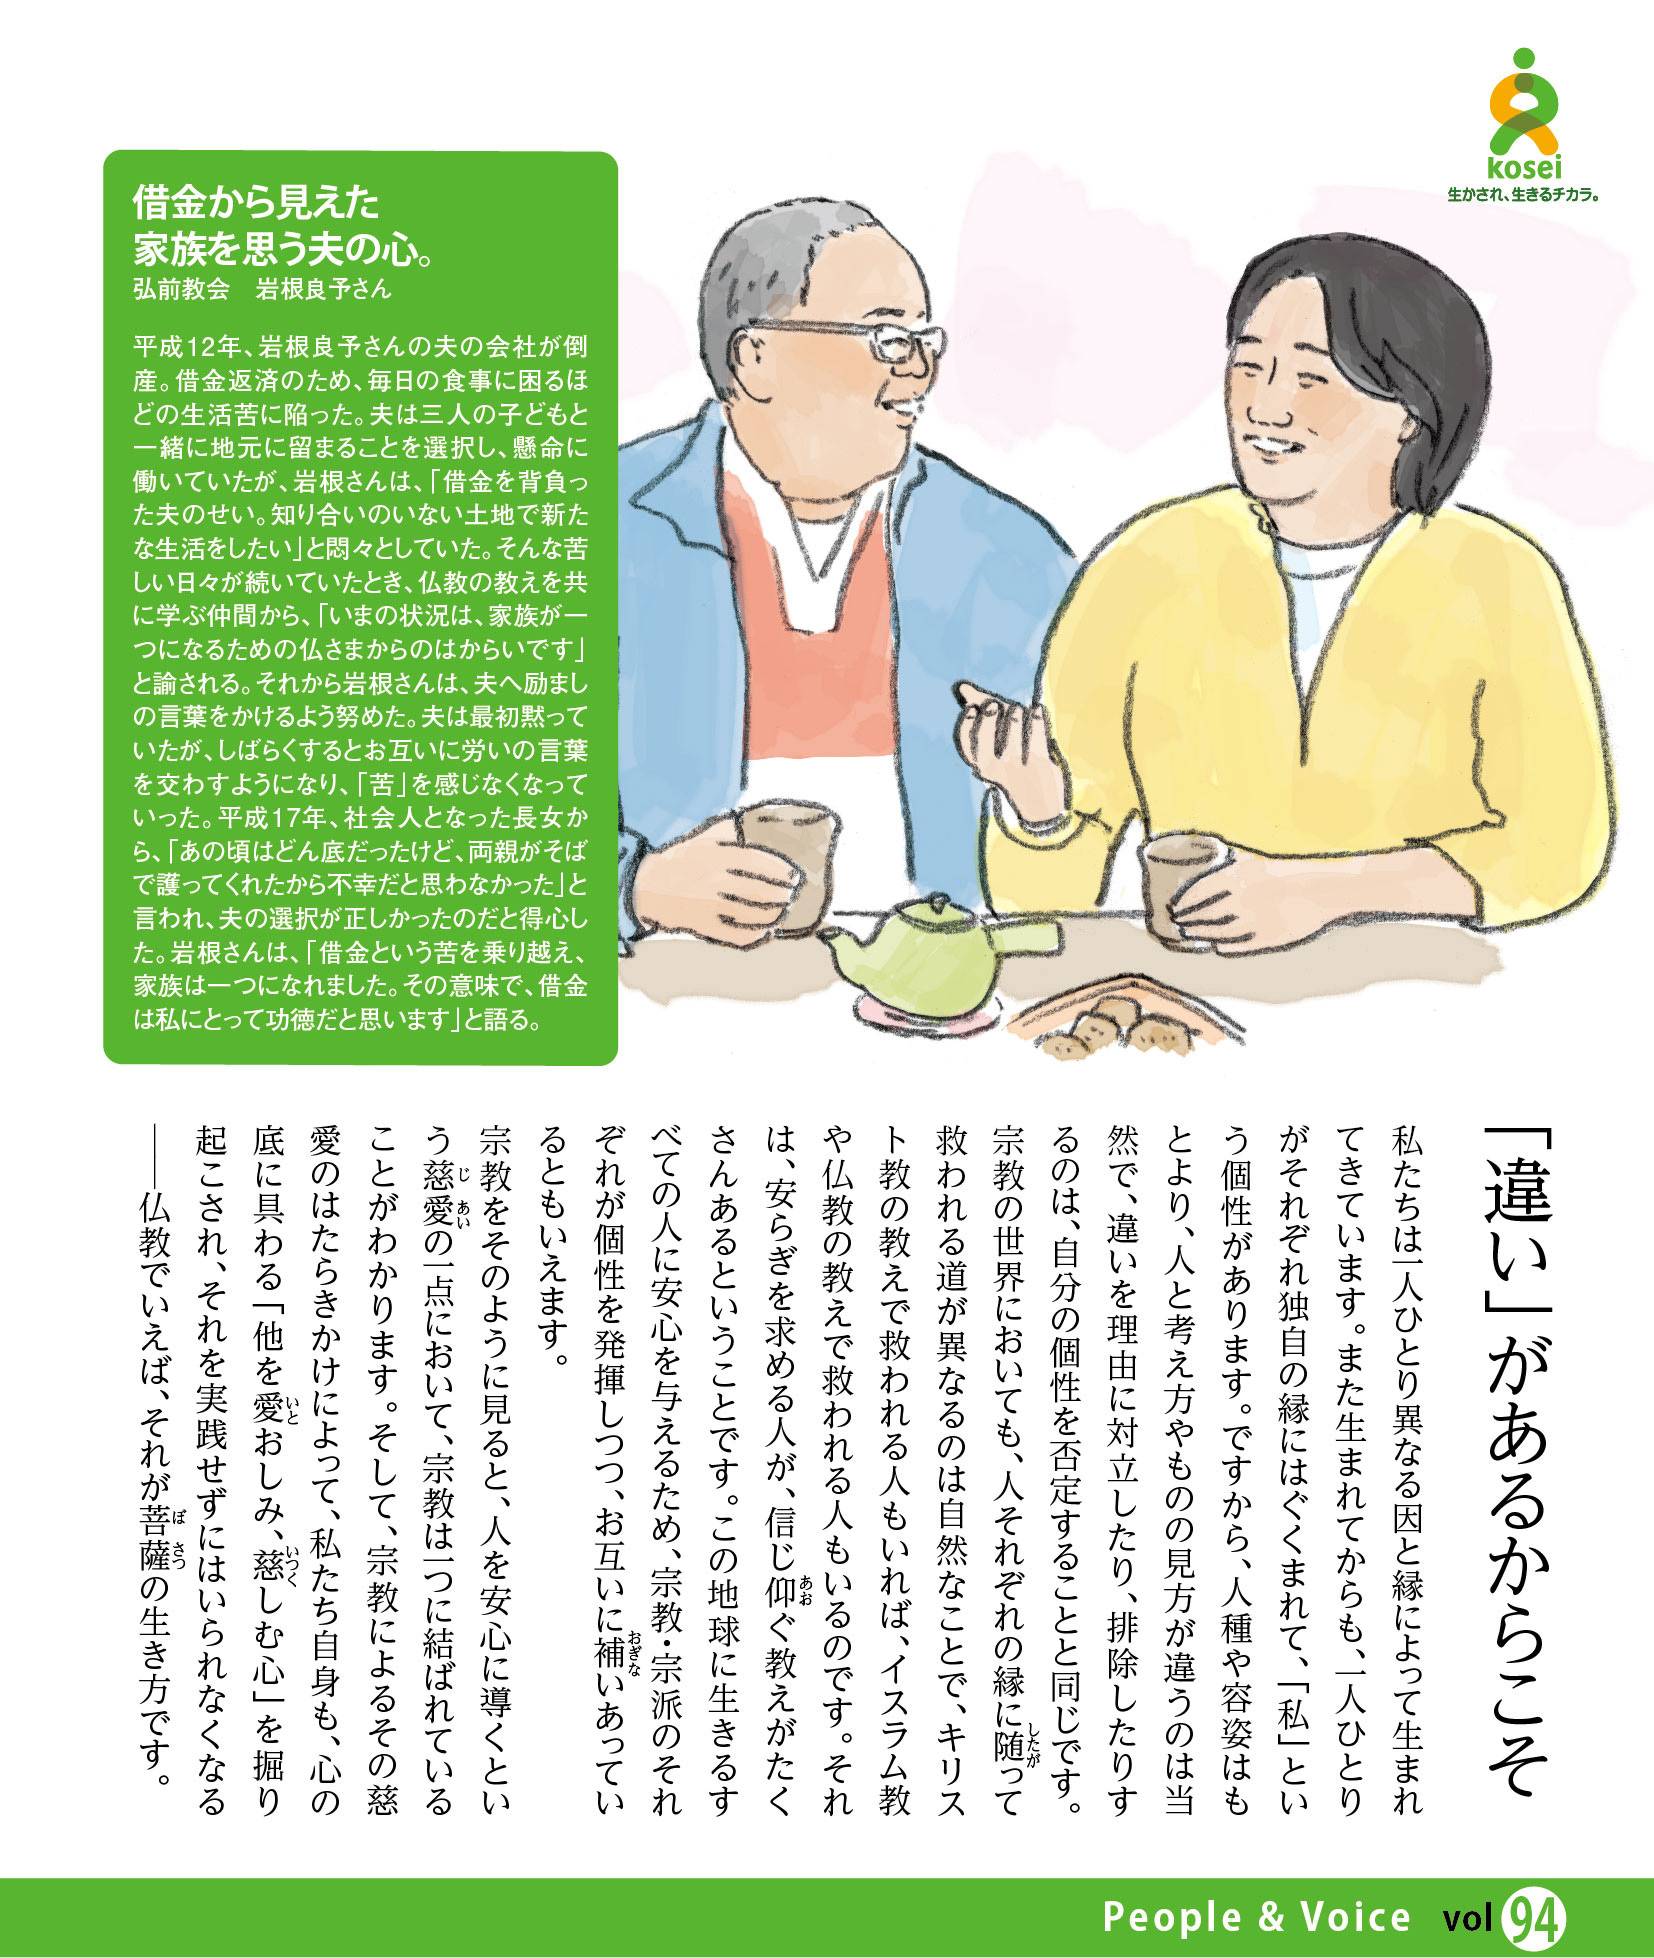 kosei
生かされ、生きるチカラ。
借金から見えた
家族を思う夫の心。
弘前教会　岩根良予さん
平成12年、岩根良予さんの夫の会社が倒
産。借金返済のため、毎日の食事に困るほ
どの生活苦に陥った。夫は三人の子どもと
一緒に地元に留まることを選択し、懸命に
働いていたが、岩根さんは、「借金を背負っ
た夫のせい。知り合いのいない土地で新た
な生活をしたい」と悶々としていた。そんな苦
しい日々が続いていたとき、仏教の教えを共
に学ぶ仲間から、「いまの状況は、家族が一
つになるための仏さまからのはからいです」
と諭される。それから岩根さんは、夫へ励まし
の言葉をかけるよう努めた。夫は最初黙って
いたが、しばらくするとお互いに労いの言葉
を交わすようになり、「苦」を感じなくなって
いった。平成17年、社会人となった長女か
ら、「あの頃はどん底だったけど、両親がそば
で護ってくれたから不幸だと思わなかった」と
言われ、夫の選択が正しかったのだと得心し
た。岩根さんは、「借金という苦を乗り越え、
家族は一つになれました。その意味で、借金
は私にとって功徳だと思います」と語る。
「違い」があるからこそ
私たちは一人ひとり異なる因と縁によって生まれ
てきています。また生まれてからも、一人ひとり
がそれぞれ独自の縁にはぐくまれて、「私」とい
う個性があります。ですから、人種や容姿はも
とより、人と考え方やものの見方が違うのは当
然で、違いを理由に対立したり、排除したりす
るのは、自分の個性を否定することと同じです。
宗教の世界においても、人それぞれの縁に随って
救われる道が異なるのは自然なことで、キリス
ト教の教えで救われる人もいれば、イスラム教
や仏教の教えで救われる人もいるのです。それ
は、安らぎを求める人が、信じ仰ぐ教えがたく
さんあるということです。この地球に生きるす
べての人に安心を与えるため、宗教・宗派のそれ
ぞれが個性を発揮しつつ、お互いに補いあってい
るともいえます。
宗教をそのように見ると、人を安心に導くとい
う慈愛の一点において、宗教は一つに結ばれている
ことがわかります。そして、宗教によるその慈
愛のはたらきかけによって、私たち自身も、心の
底に具わる「他を愛おしみ、慈しむ心」を掘り
起こされ、それを実践せずにはいられなくなる
――仏教でいえば、それが菩薩の生き方です。
People & Voice vol 94